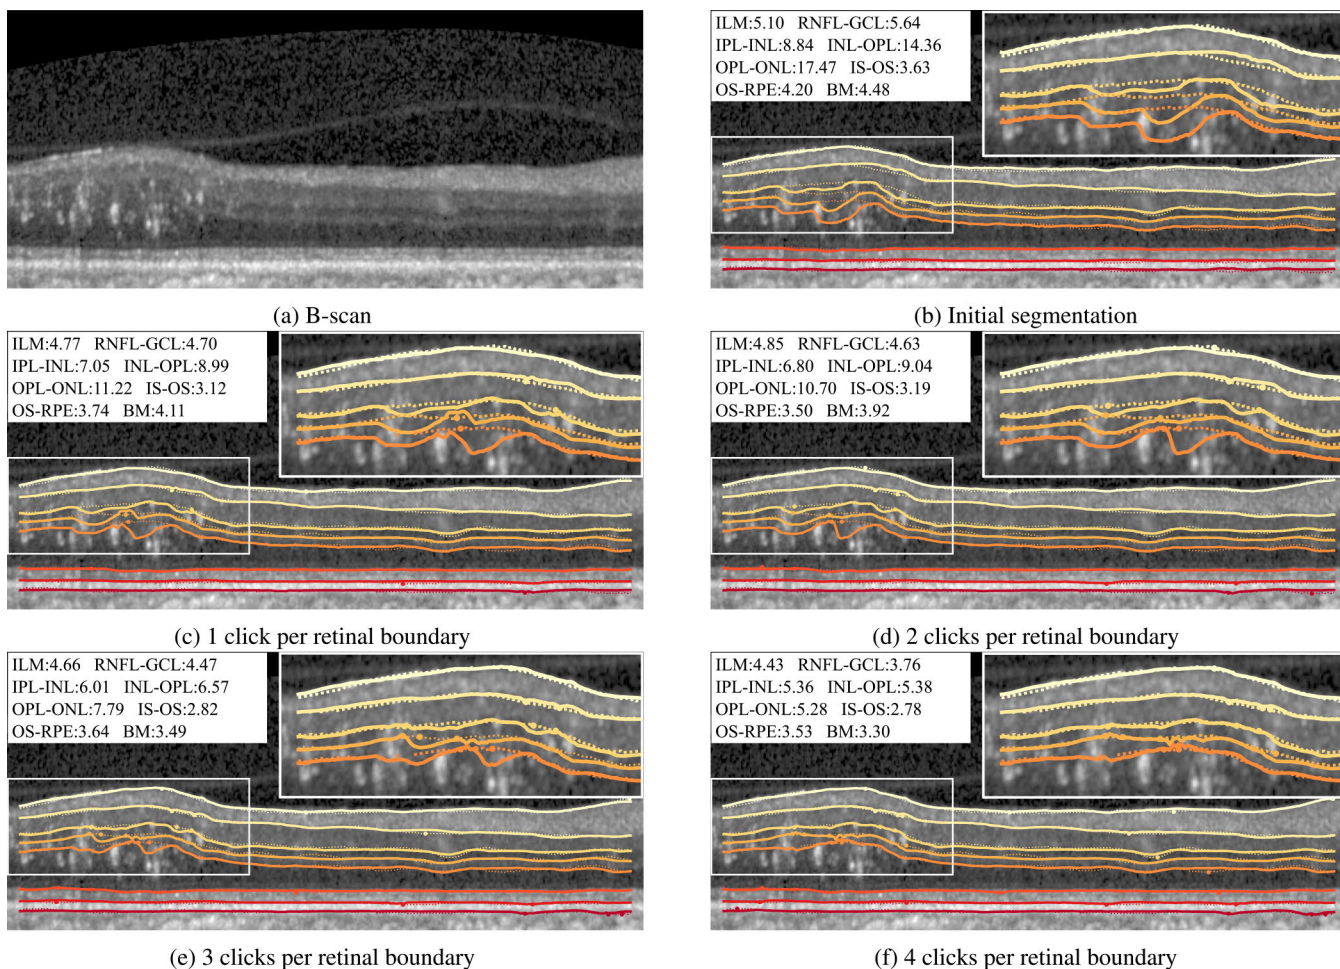 (a) B-scan
ILM:5.10 RNFL-GCL:5.64
IPL-INL:8.84 INL-OPL:14.36
OPL-ONL:17.47 IS-OS:3.63
OS-RPE:4.20 BM:4.48
(b) Initial segmentation
ILM:4.77 RNFL-GCL:4.70
IPL-INL:7.05 INL-OPL:8.99
OPL-ONL:11.22 IS-OS:3.12
OS-RPE:3.74 BM:4.11
(c) 1 click per retinal boundary
ILM:4.85 RNFL-GCL:4.63
IPL-INL:6.80 INL-OPL:9.04
OPL-ONL:10.70 IS-OS:3.19
OS-RPE:3.50 BM:3.92
(d) 2 clicks per retinal boundary
ILM:4.66 RNFL-GCL:4.47
IPL-INL:6.01 INL-OPL:6.57
OPL-ONL:7.79 IS-OS:2.82
OS-RPE:3.64 BM:3.49
(e) 3 clicks per retinal boundary
ILM:4.43 RNFL-GCL:3.76
IPL-INL:5.36 INL-OPL:5.38
OPL-ONL:5.28 IS-OS:2.78
OS-RPE:3.53 BM:3.30
(f) 4 clicks per retinal boundary